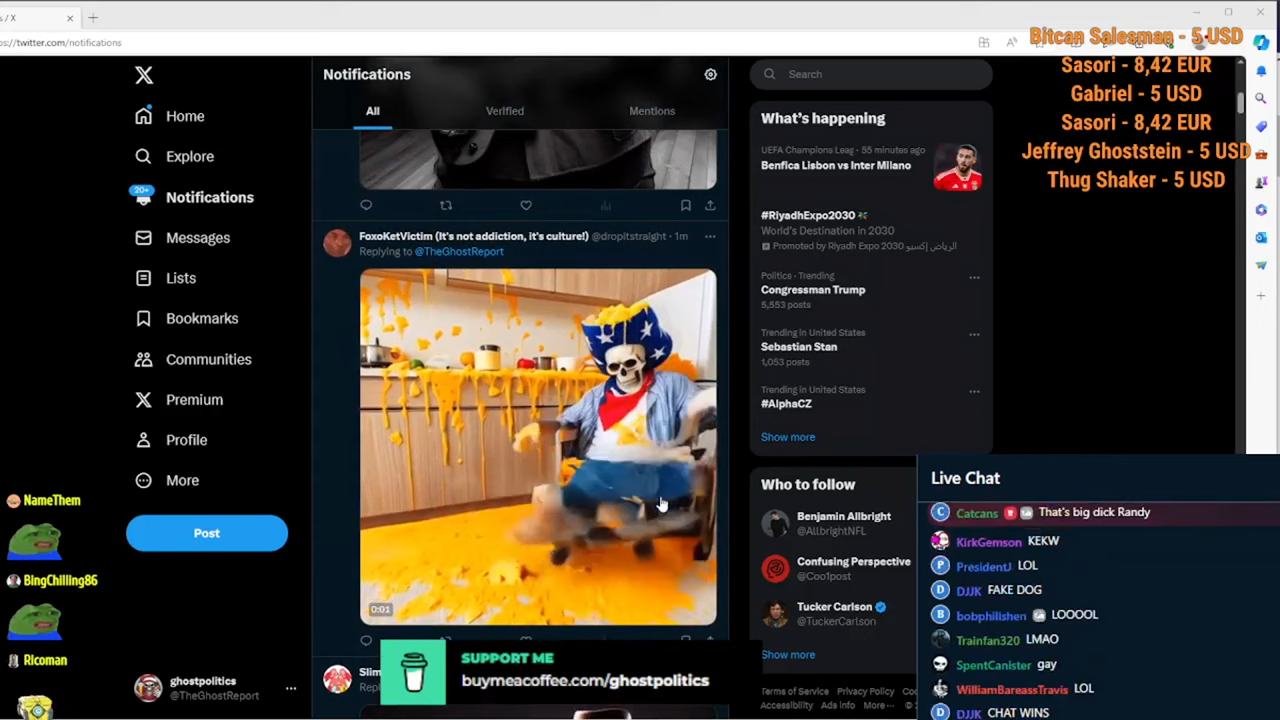 s / X
ps://twitter.com/notifications
Bitcan Salesman - 5 USD
Sasori - 8,42 EUR
Gabriel - 5 USD
Sasori - 8,42 EUR
Jeffrey Ghoststein - 5 USD
Thug Shaker - 5 USD
Home
Explore
20+
Notifications
Messages
Lists
Bookmarks
Communities
Premium
Profile
More
Post
NameThem
BingChilling86
RIcoman
ghostpolitics
@TheGhostReport
Notifications
All
Verified
Mentions
FoxoKetVictim (It's not addiction, it's culture!) @dropitstraight · 1m
Replying to @TheGhostReport
0:01
Slim
Repl
SUPPORT ME
buymeacoffee.com/ghostpolitics
Search
What's happening
UEFA Champions Leag · 55 minutes ago
Benfica Lisbon vs Inter Milano
#RiyadhExpo2030
World's Destination in 2030
Promoted by Riyadh Expo 2030 الرياض إكسبو
Politics · Trending
Congressman Trump
5,553 posts
Trending in United States
Sebastian Stan
1,053 posts
Trending in United States
#AlphaCZ
Show more
Who to follow
Benjamin Allbright
@AllbrightNFL
Confusing Perspective
@Coo1post
Tucker Carlson
@TuckerCarlson
Show more
Terms of Service Privacy Policy Coo
Accessibility Ads info More ··· ©
Live Chat
Catcans That's big dick Randy
KirkGemson KEKW
PresidentJ LOL
DJJK FAKE DOG
bobphilishen LOOOOL
Trainfan320 LMAO
SpentCanister gay
WilliamBareassTravis LOL
DJJK CHAT WINS